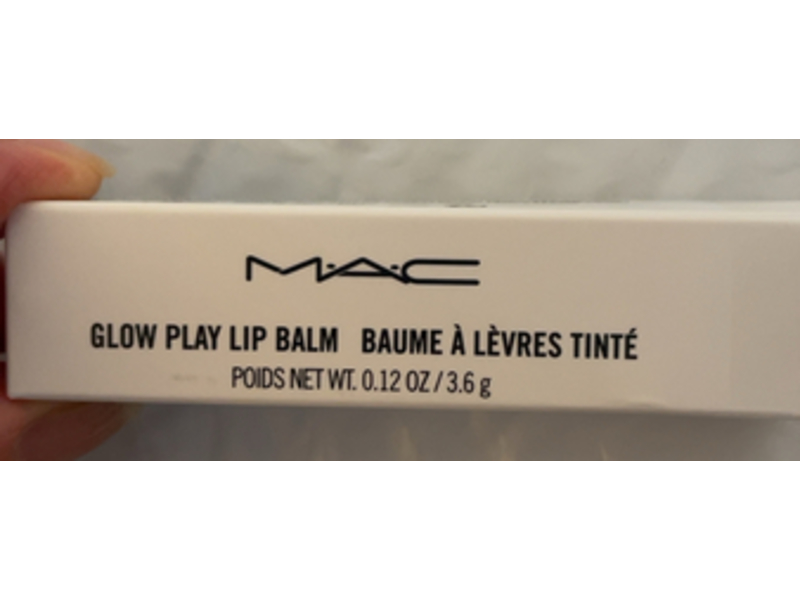 M·A·C
GLOW PLAY LIP BALM BAUME À LÈVRES TINTÉ
POIDS NET WT. 0.12 OZ / 3.6 g